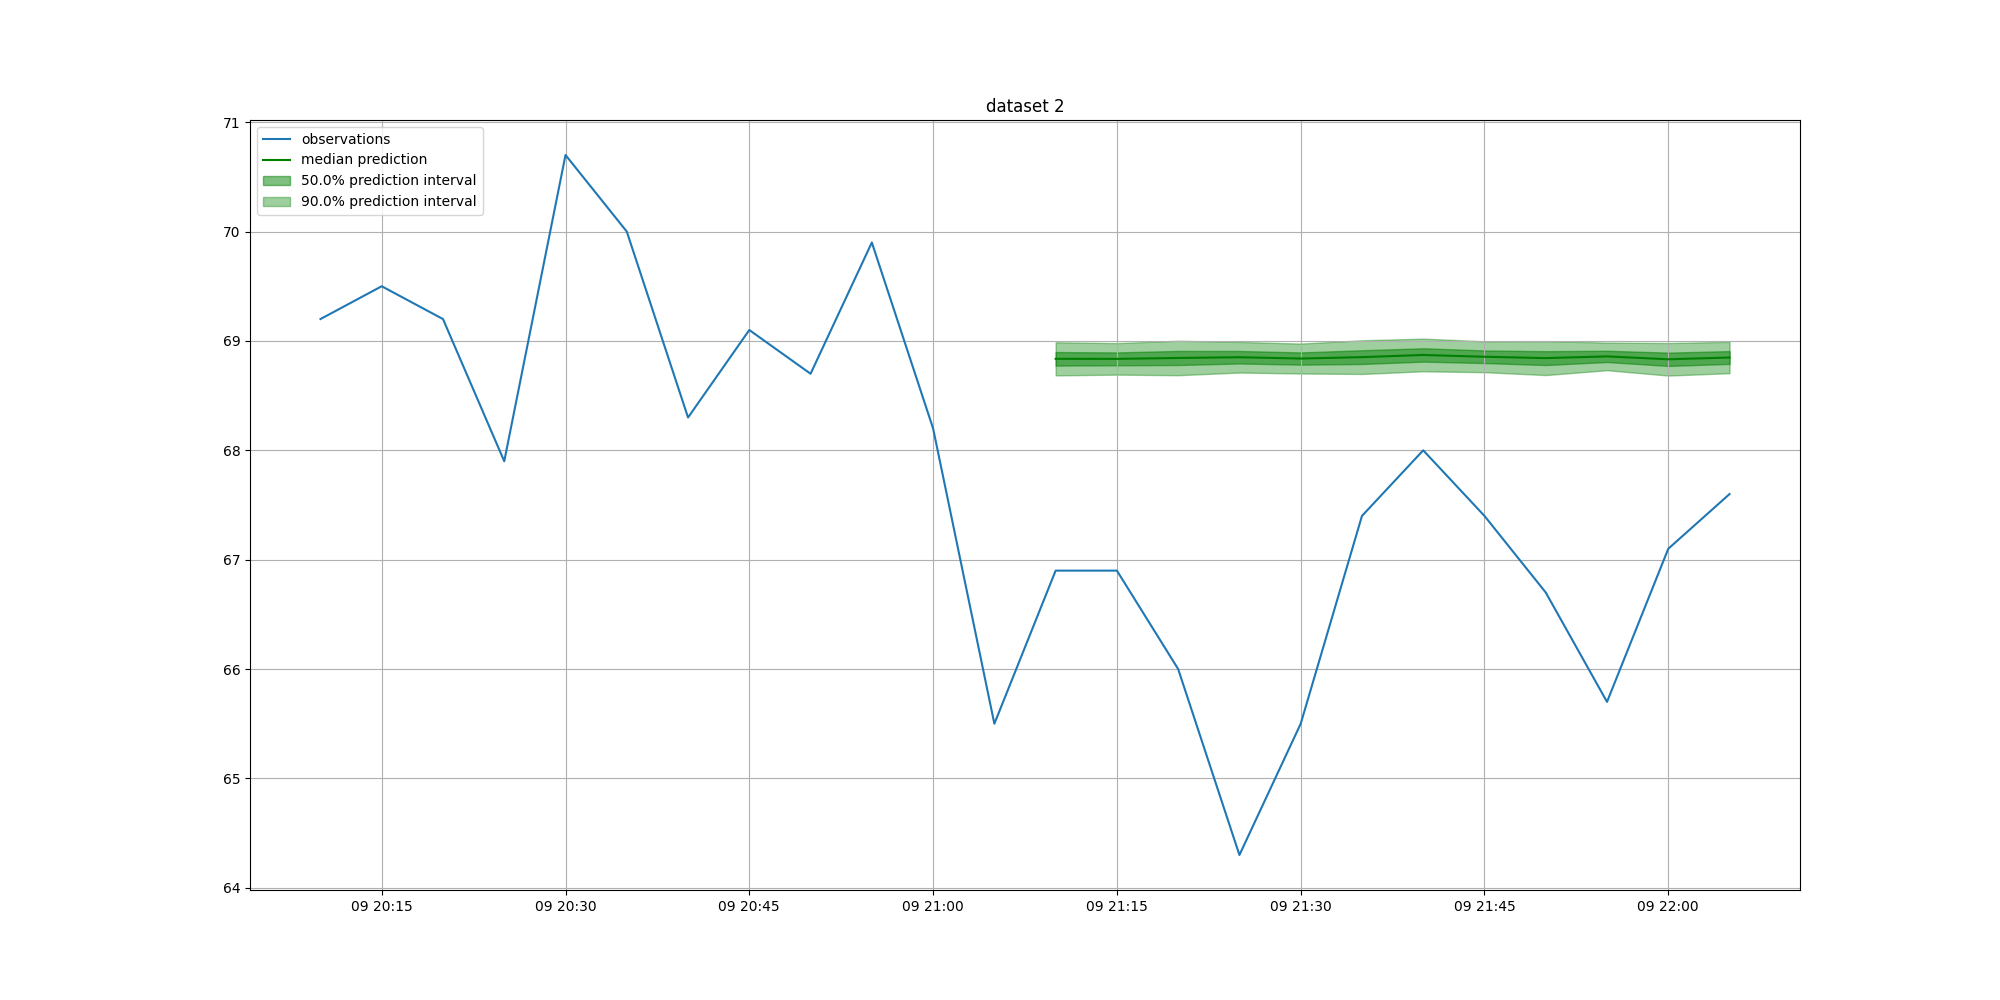 dataset 2
71
observations
median prediction
50.0% prediction interval
90.0% prediction interval
70
69
68
67
66
65
64
09 20:15 09 20:30 09 20:45 09 21:00 09 21:15 09 21:30 09 21:45 09 22:00